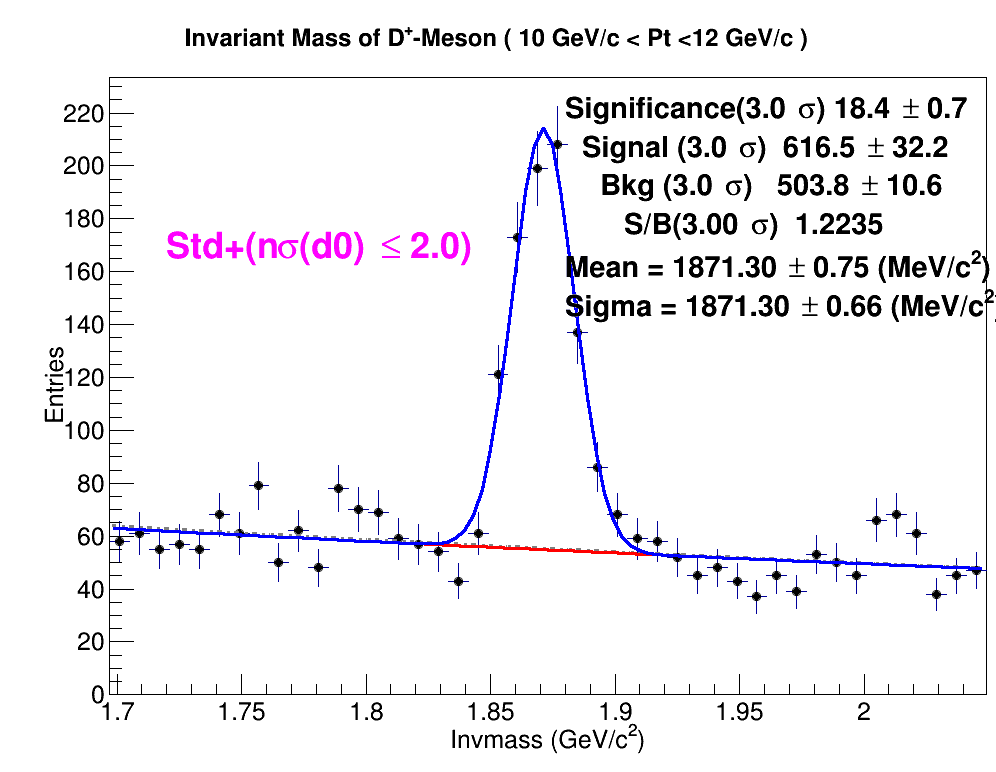 Invariant Mass of D⁺-Meson ( 10 GeV/c < Pt <12 GeV/c )
Significance(3.0 σ) 18.4 ± 0.7
Signal (3.0 σ) 616.5 ± 32.2
Bkg (3.0 σ) 503.8 ± 10.6
S/B(3.00 σ) 1.2235
Mean = 1871.30 ± 0.75 (MeV/c²)
Sigma = 1871.30 ± 0.66 (MeV/c²)
Std+(nσ(d0) ≤ 2.0)
Entries
220
200
180
160
140
120
100
80
60
40
20
0
1.7 1.75 1.8 1.85 1.9 1.95 2
Invmass (GeV/c²)